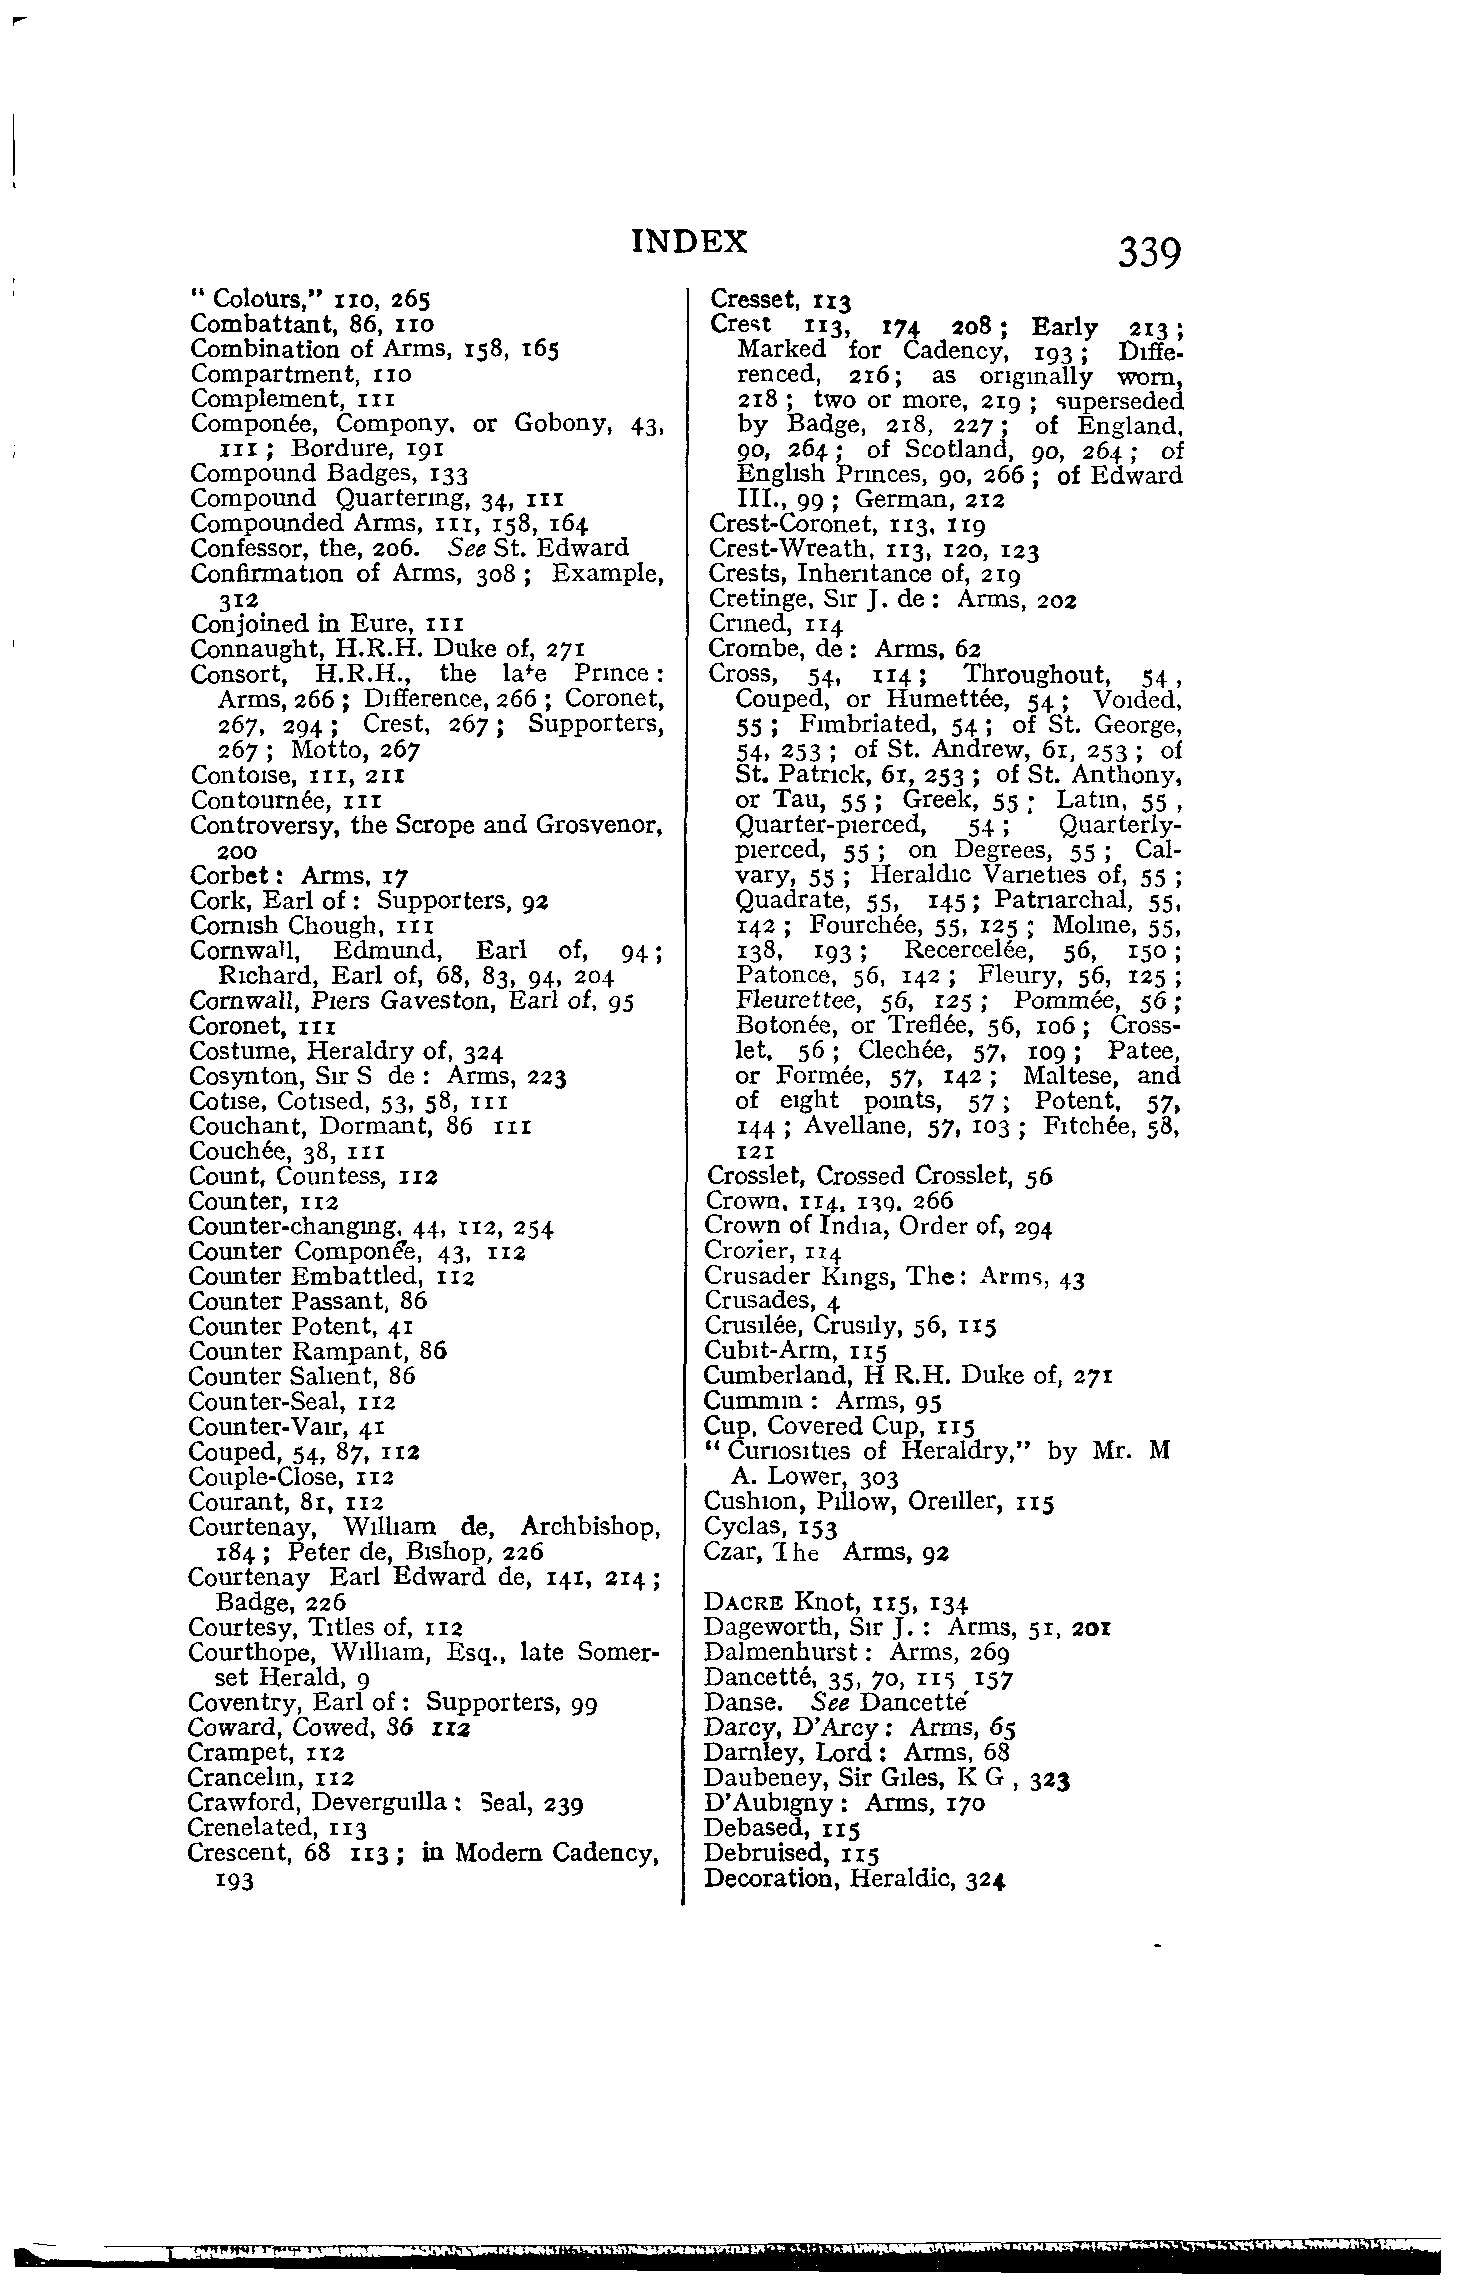 INDEX
339
“ Colours,” 110, 265
Combattant, 86, 110
Combination of Arms, 158, 165
Compartment, 110
Complement, 111
Componée, Compony, or Gobony, 43,
111 ; Bordure, 191
Compound Badges, 133
Compound Quartering, 34, 111
Compounded Arms, 111, 158, 164
Confessor, the, 206. See St. Edward
Confirmation of Arms, 308 ; Example,
312
Conjoined in Eure, 111
Connaught, H.R.H. Duke of, 271
Consort, H.R.H., the late Prince :
Arms, 266 ; Difference, 266 ; Coronet,
267, 294 ; Crest, 267 ; Supporters,
267 ; Motto, 267
Contoise, 111, 211
Contournée, 111
Controversy, the Scrope and Grosvenor,
200
Corbet : Arms, 17
Cork, Earl of : Supporters, 92
Cornish Chough, 111
Cornwall, Edmund, Earl of, 94 ;
Richard, Earl of, 68, 83, 94, 204
Cornwall, Piers Gaveston, Earl of, 95
Coronet, 111
Costume, Heraldry of, 324
Cosynton, Sir S de : Arms, 223
Cotise, Cotised, 53, 58, 111
Couchant, Dormant, 86 111
Couchée, 38, 111
Count, Countess, 112
Counter, 112
Counter-changing, 44, 112, 254
Counter Componée, 43, 112
Counter Embattled, 112
Counter Passant, 86
Counter Potent, 41
Counter Rampant, 86
Counter Salient, 86
Counter-Seal, 112
Counter-Vair, 41
Couped, 54, 87, 112
Couple-Close, 112
Courant, 81, 112
Courtenay, William de, Archbishop,
184 ; Peter de, Bishop, 226
Courtenay Earl Edward de, 141, 214 ;
Badge, 226
Courtesy, Titles of, 112
Courthope, William, Esq., late Somer-
set Herald, 9
Coventry, Earl of : Supporters, 99
Coward, Cowed, 86 112
Crampet, 112
Crancelin, 112
Crawford, Deverguilla : Seal, 239
Crenelated, 113
Crescent, 68 113 ; in Modern Cadency,
193
Cresset, 113
Crest 113, 174 208 ; Early 213 ;
Marked for Cadency, 193 ; Diffe-
renced, 216 ; as originally worn,
218 ; two or more, 219 ; superseded
by Badge, 218, 227 ; of England,
90, 264 ; of Scotland, 90, 264 ; of
English Princes, 90, 266 ; of Edward
III., 99 ; German, 212
Crest-Coronet, 113, 119
Crest-Wreath, 113, 120, 123
Crests, Inheritance of, 219
Cretinge, Sir J. de : Arms, 202
Crined, 114
Crombe, de : Arms, 62
Cross, 54, 114 ; Throughout, 54 ,
Couped, or Humettée, 54 ; Voided,
55 ; Fimbriated, 54 ; of St. George,
54, 253 ; of St. Andrew, 61, 253 ; of
St. Patrick, 61, 253 ; of St. Anthony,
or Tau, 55 ; Greek, 55 ; Latin, 55 ,
Quarter-pierced, 54 ; Quarterly-
pierced, 55 ; on Degrees, 55 ; Cal-
vary, 55 ; Heraldic Varieties of, 55 ;
Quadrate, 55, 145 ; Patriarchal, 55,
142 ; Fourchée, 55, 125 ; Moline, 55,
138, 193 ; Recercelée, 56, 150 ;
Patonce, 56, 142 ; Fleury, 56, 125 ;
Fleurettee, 56, 125 ; Pommée, 56 ;
Botonée, or Treflée, 56, 106 ; Cross-
let, 56 ; Clechée, 57, 109 ; Patee,
or Formée, 57, 142 ; Maltese, and
of eight points, 57 ; Potent, 57,
144 ; Avellane, 57, 103 ; Fitchée, 58,
121
Crosslet, Crossed Crosslet, 56
Crown, 114, 139, 266
Crown of India, Order of, 294
Crozier, 114
Crusader Kings, The : Arms, 43
Crusades, 4
Crusilée, Crusily, 56, 115
Cubit-Arm, 115
Cumberland, H R.H. Duke of, 271
Cummin : Arms, 95
Cup, Covered Cup, 115
“ Curiosities of Heraldry,” by Mr. M
A. Lower, 303
Cushion, Pillow, Oreiller, 115
Cyclas, 153
Czar, The Arms, 92
DACRE Knot, 115, 134
Dageworth, Sir J. : Arms, 51, 201
Dalmenhurst : Arms, 269
Dancetté, 35, 70, 115, 157
Danse. See Dancetté
Darcy, D'Arcy : Arms, 65
Darnley, Lord : Arms, 68
Daubeney, Sir Giles, K G , 323
D'Aubigny : Arms, 170
Debased, 115
Debruised, 115
Decoration, Heraldic, 324